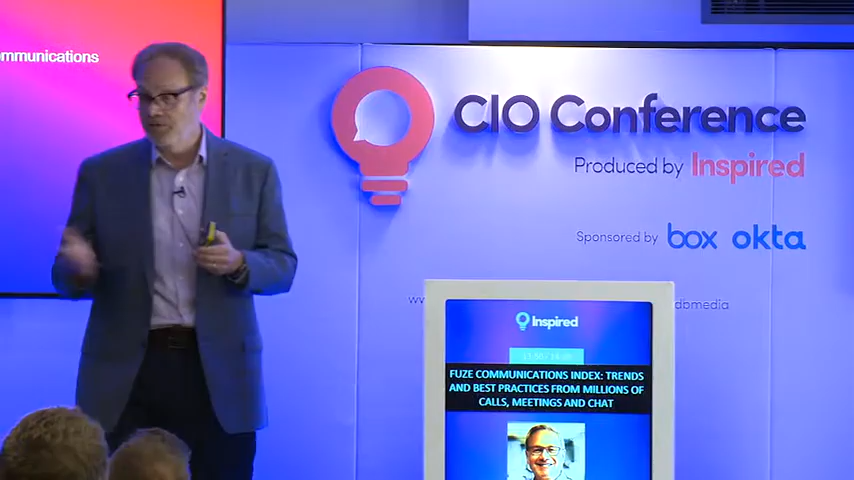 mmunications
CIO Conference
Produced by Inspired
Sponsored by box okta
dbmedia
Inspired
FUZE COMMUNICATIONS INDEX: TRENDS
AND BEST PRACTICES FROM MILLIONS OF
CALLS, MEETINGS AND CHAT